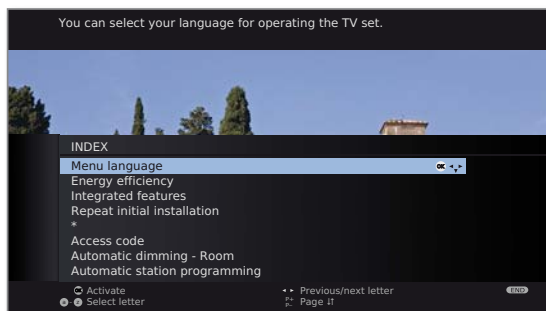 You can select your language for operating the TV set.
INDEX
Menu language OK
Energy efficiency
Integrated features
Repeat initial installation
*
Access code
Automatic dimming - Room
Automatic station programming
Activate Previous/next letter END
Select letter P+ P– Page